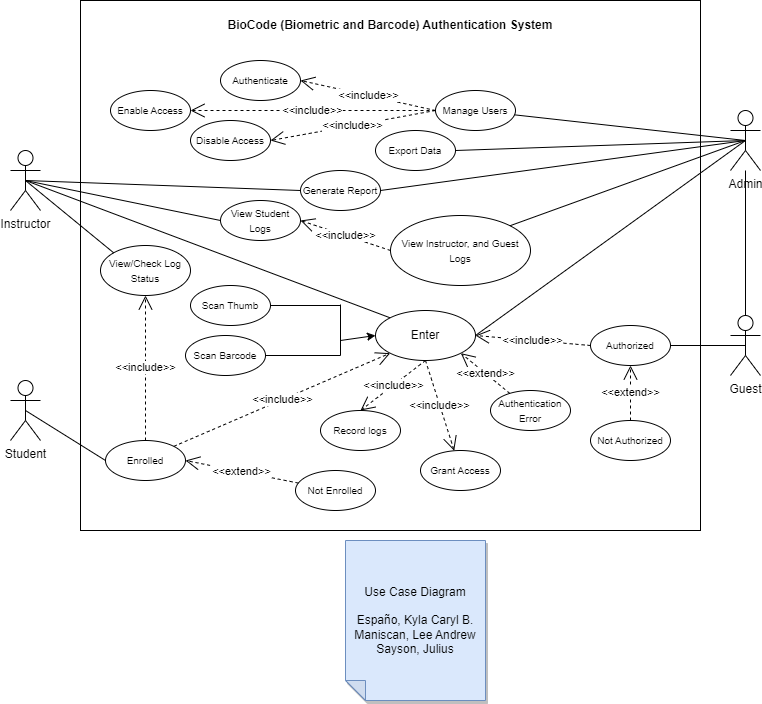 BioCode (Biometric and Barcode) Authentication System
Authenticate
<<include>>
Enable Access
<<include>>
Manage Users
<<include>>
Disable Access
Export Data
Admin
Generate Report
Instructor
View Student
Logs
<<include>>
View Instructor, and Guest
Logs
View/Check Log
Status
Scan Thumb
Enter
<<include>>
Authorized
Scan Barcode
<<include>>
<<extend>>
Guest
<<include>>
<<include>>
<<include>>
<<extend>>
Authentication
Error
Record logs
Not Authorized
Student
Enrolled
<<extend>>
Grant Access
Not Enrolled
Use Case Diagram
Españo, Kyla Caryl B.
Maniscan, Lee Andrew
Sayson, Julius